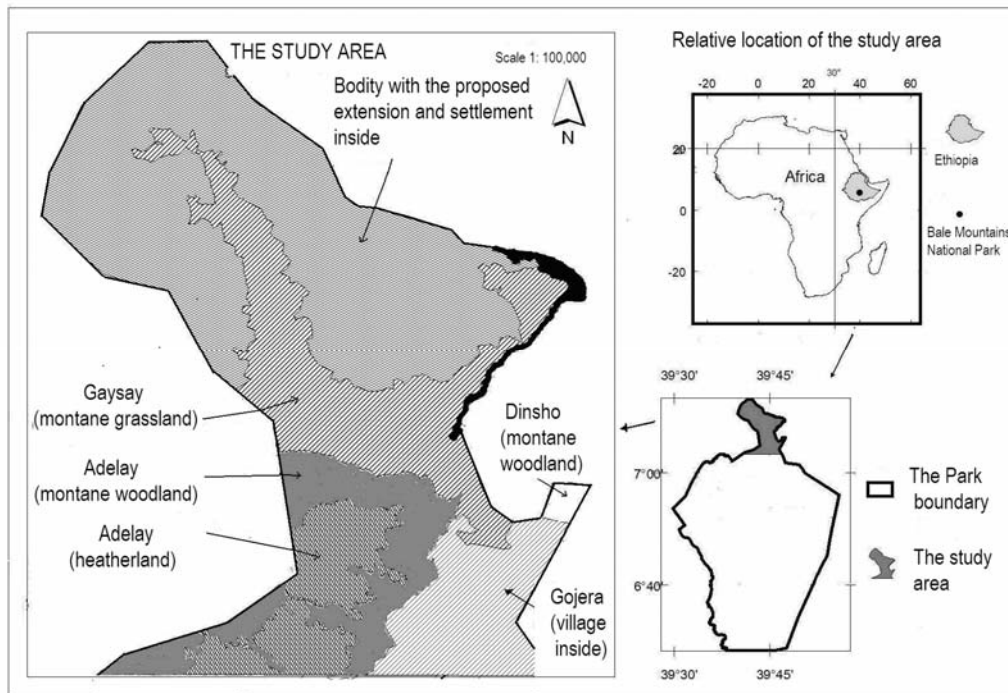 THE STUDY AREA
Scale 1: 100,000
N
Bodity with the proposed
extension and settlement
inside
Gaysay
(montane grassland)
Adelay
(montane woodland)
Adelay
(heatherland)
Dinsho
(montane
woodland)
Gojera
(village
inside)
Relative location of the study area
-20 0 20 30° 40 60
20
0
-20
Africa
Ethiopia
Bale Mountains
National Park
39°30' 39°45'
7°00
6°40
39°30' 39°45'
The Park
boundary
The study
area